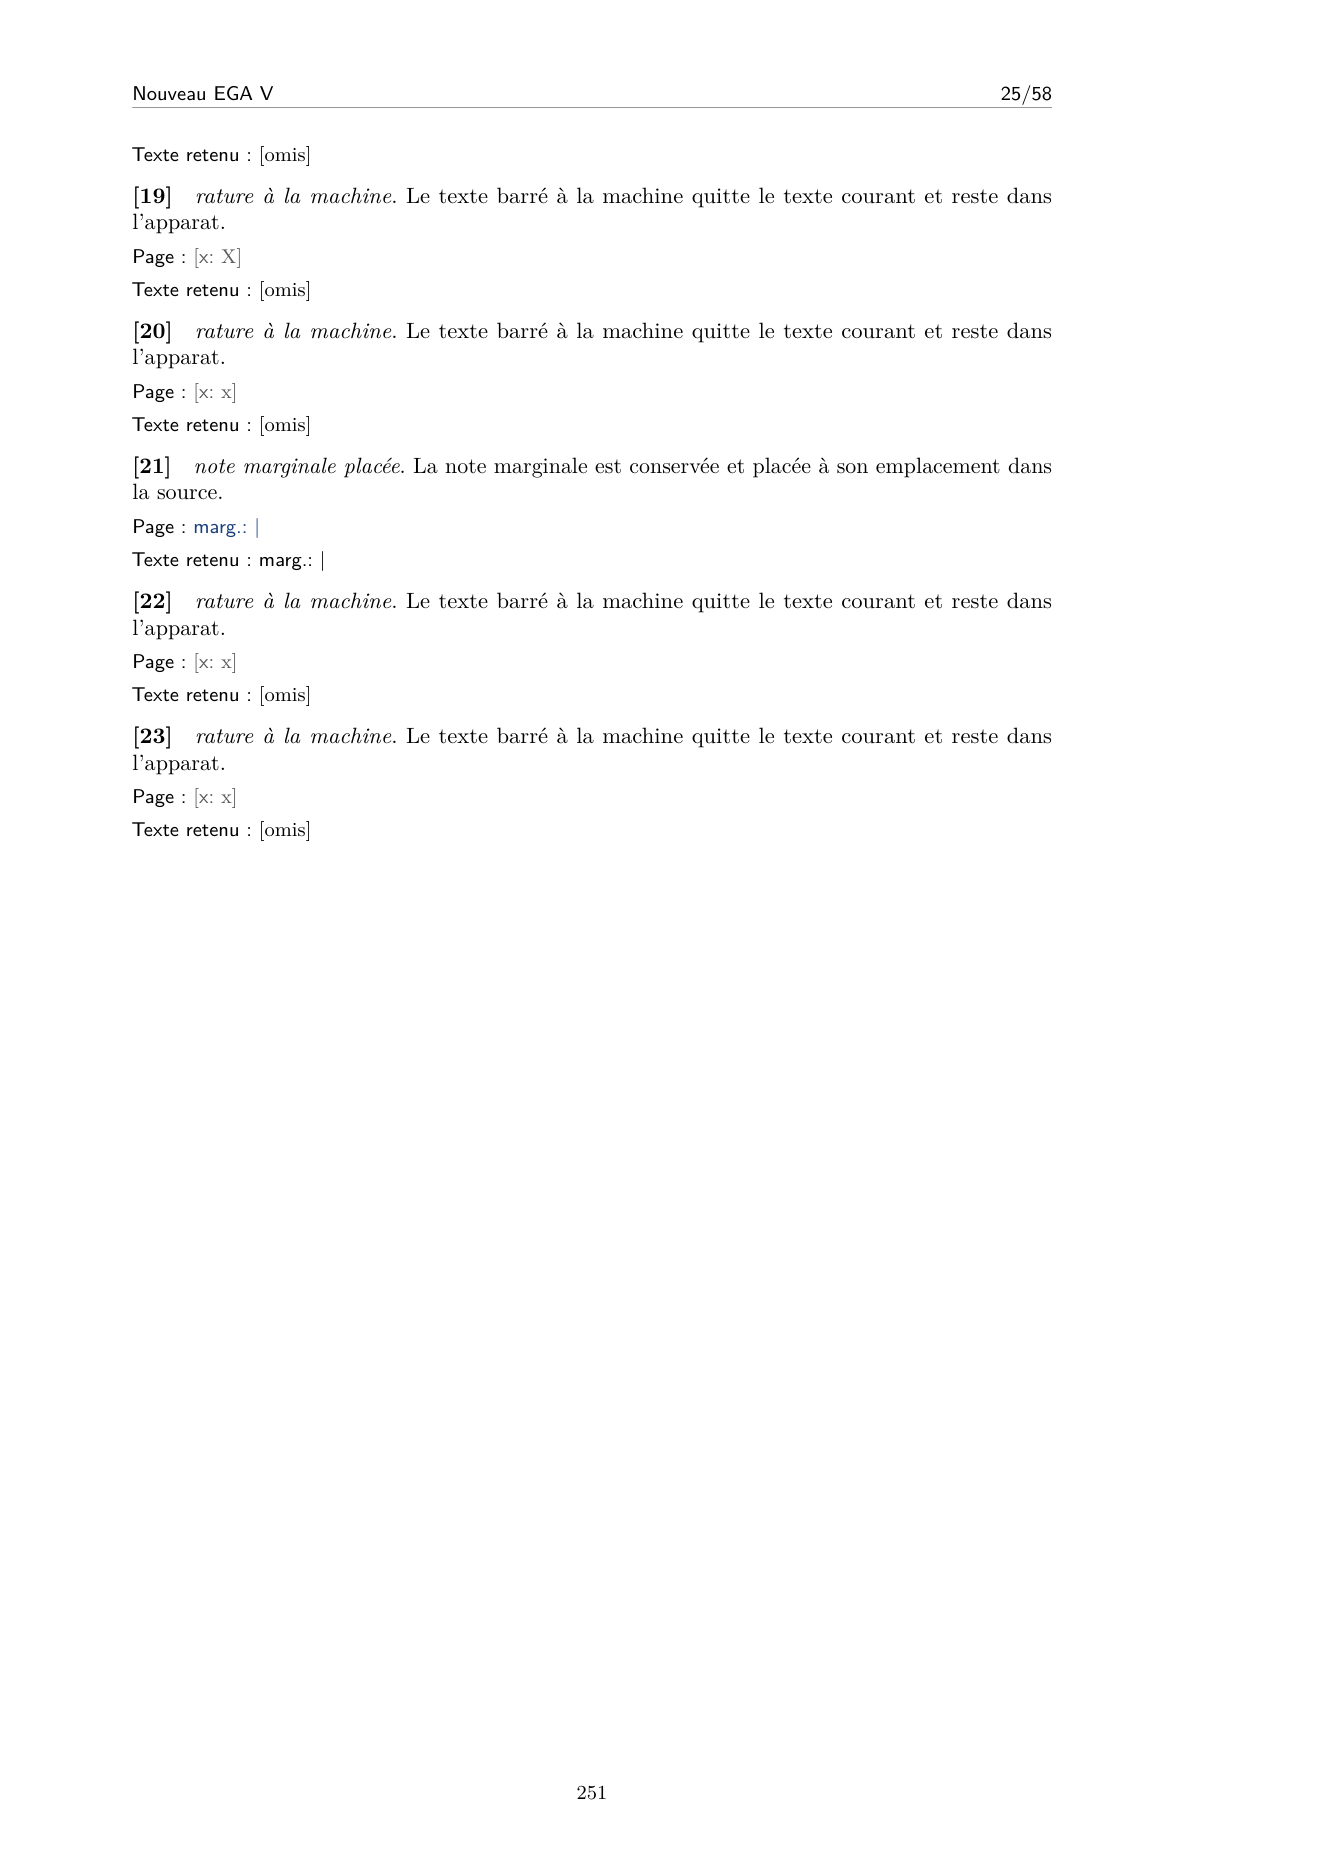 Nouveau EGA V 25/58
Texte retenu : [omis]
[19] rature à la machine. Le texte barré à la machine quitte le texte courant et reste dans
l'apparat.
Page : [x: X]
Texte retenu : [omis]
[20] rature à la machine. Le texte barré à la machine quitte le texte courant et reste dans
l'apparat.
Page : [x: x]
Texte retenu : [omis]
[21] note marginale placée. La note marginale est conservée et placée à son emplacement dans
la source.
Page : marg.: |
Texte retenu : marg.: |
[22] rature à la machine. Le texte barré à la machine quitte le texte courant et reste dans
l'apparat.
Page : [x: x]
Texte retenu : [omis]
[23] rature à la machine. Le texte barré à la machine quitte le texte courant et reste dans
l'apparat.
Page : [x: x]
Texte retenu : [omis]
251